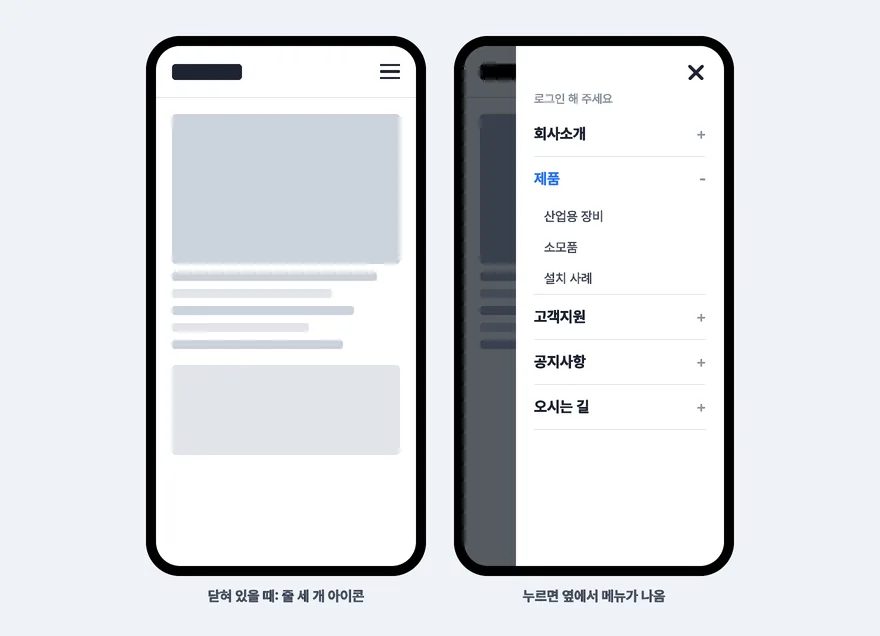 로그인 해 주세요
회사소개 +
제품 -
산업용 장비
소모품
설치 사례
고객지원 +
공지사항 +
오시는 길 +
닫혀 있을 때: 줄 세 개 아이콘
누르면 옆에서 메뉴가 나옴